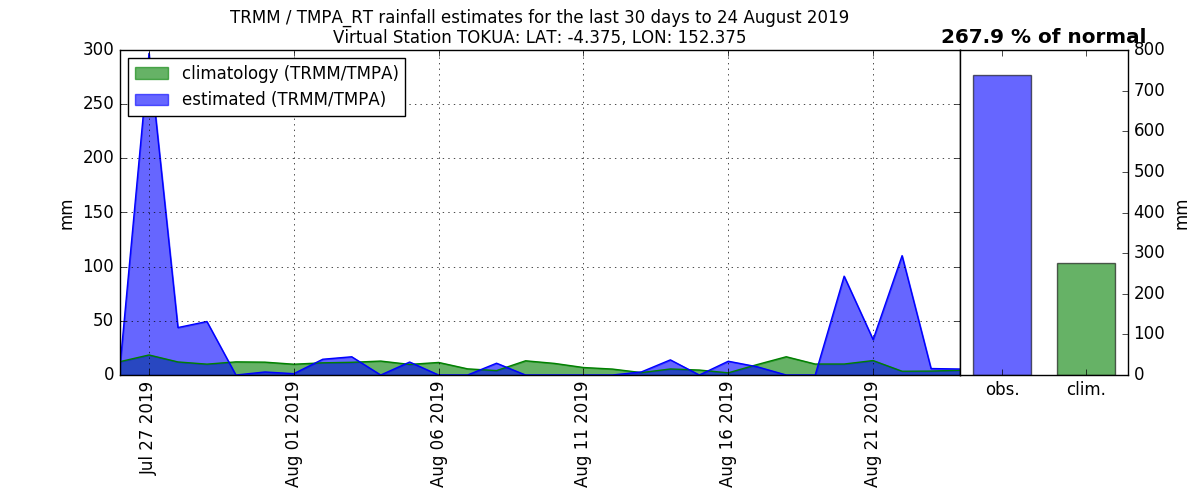 TRMM / TMPA_RT rainfall estimates for the last 30 days to 24 August 2019
Virtual Station TOKUA: LAT: -4.375, LON: 152.375
267.9 % of normal
climatology (TRMM/TMPA)
estimated (TRMM/TMPA)
300
250
200
150
100
50
0
mm
Jul 27 2019
Aug 01 2019
Aug 06 2019
Aug 11 2019
Aug 16 2019
Aug 21 2019
800
700
600
500
400
300
200
100
0
mm
obs.
clim.